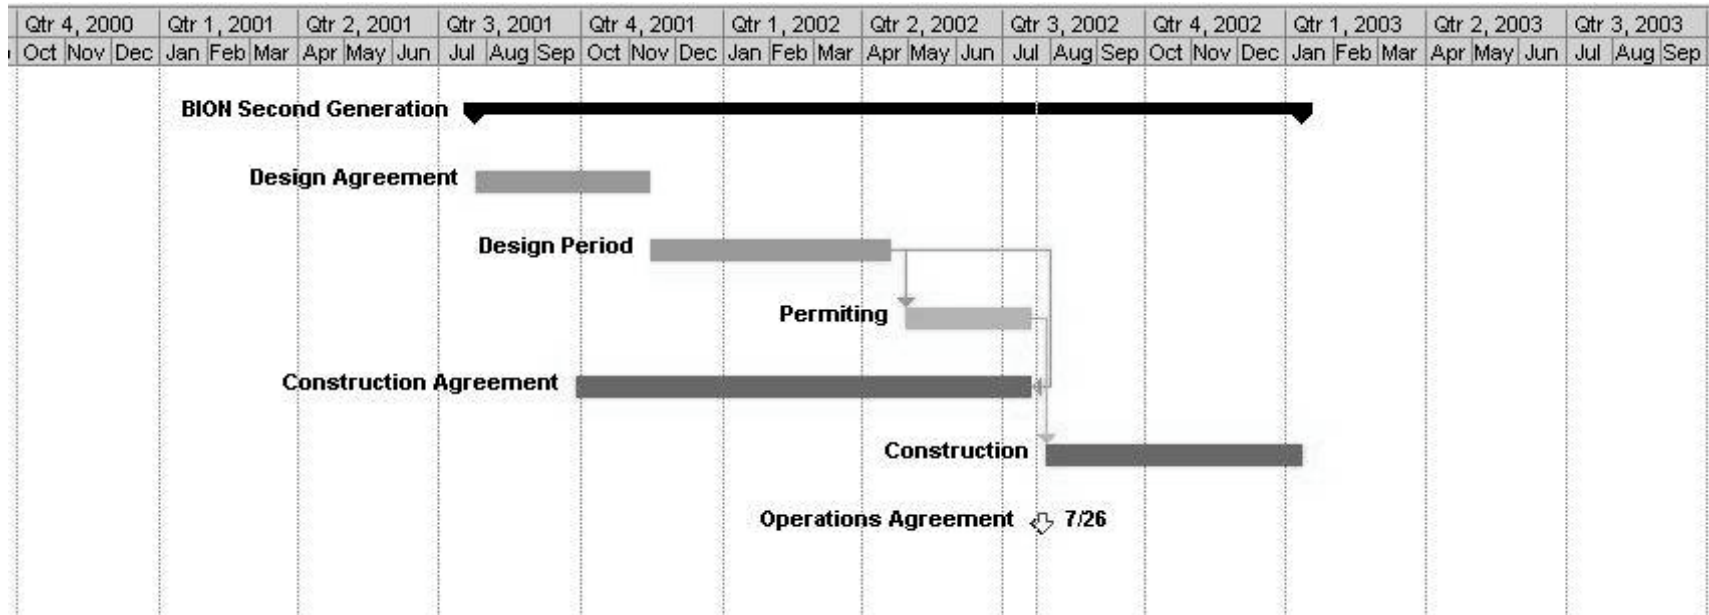 Qtr 4, 2000 Qtr 1, 2001 Qtr 2, 2001 Qtr 3, 2001 Qtr 4, 2001 Qtr 1, 2002 Qtr 2, 2002 Qtr 3, 2002 Qtr 4, 2002 Qtr 1, 2003 Qtr 2, 2003 Qtr 3, 2003
Oct Nov Dec Jan Feb Mar Apr May Jun Jul Aug Sep Oct Nov Dec Jan Feb Mar Apr May Jun Jul Aug Sep Oct Nov Dec Jan Feb Mar Apr May Jun Jul Aug Sep
BION Second Generation
Design Agreement
Design Period
Permiting
Construction Agreement
Construction
Operations Agreement 7/26